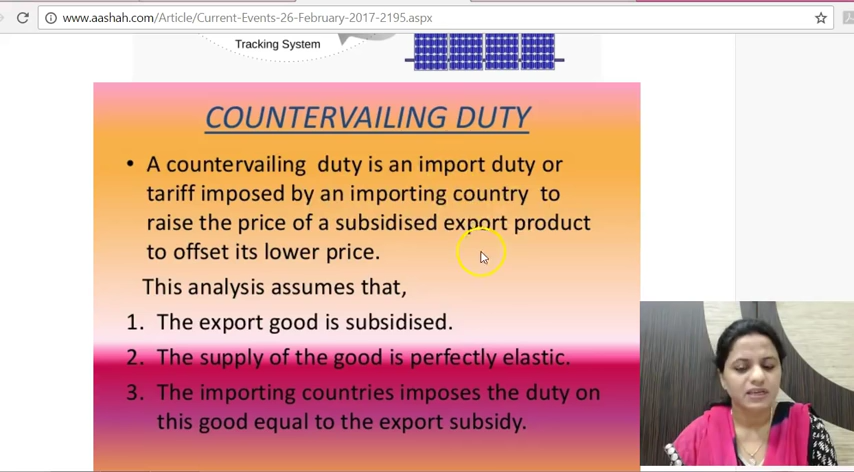 www.aashah.com/Article/Current-Events-26-February-2017-2195.aspx
Tracking System
COUNTERVAILING DUTY
• A countervailing duty is an import duty or
tariff imposed by an importing country to
raise the price of a subsidised export product
to offset its lower price.
This analysis assumes that,
1. The export good is subsidised.
2. The supply of the good is perfectly elastic.
3. The importing countries imposes the duty on
this good equal to the export subsidy.